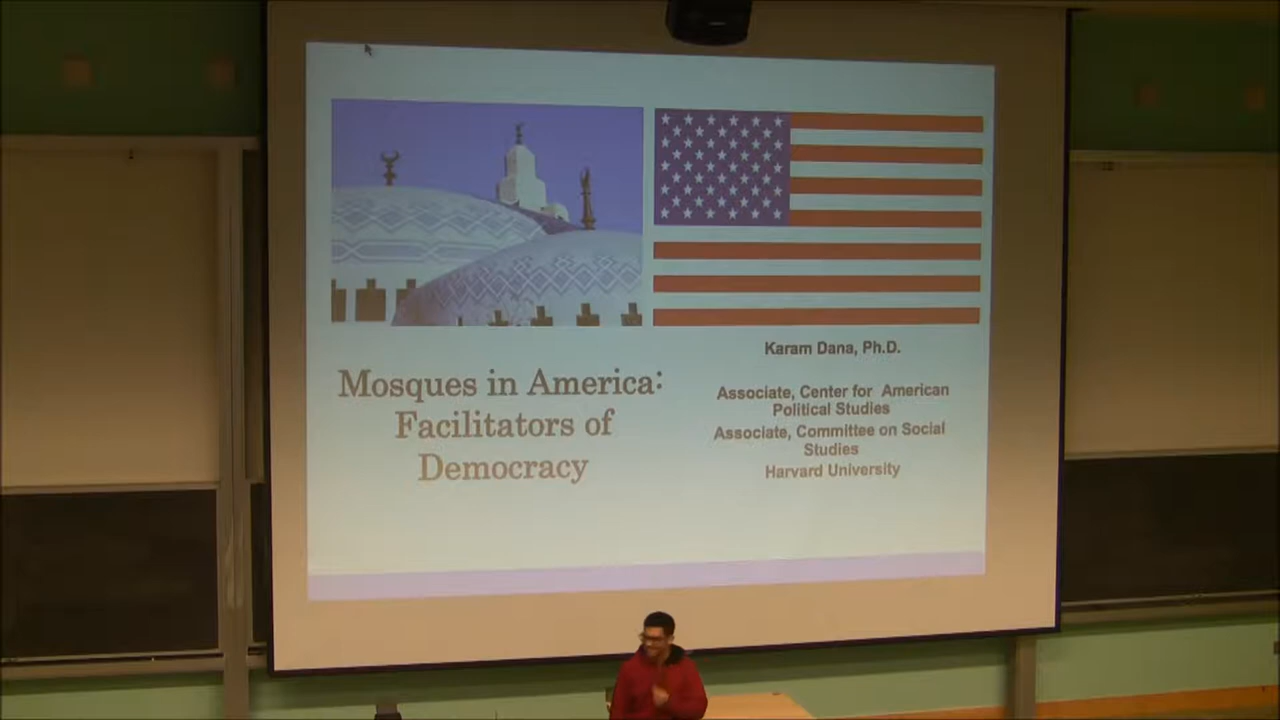 Mosques in America:
Facilitators of
Democracy
Karam Dana, Ph.D.
Associate, Center for American
Political Studies
Associate, Committee on Social
Studies
Harvard University